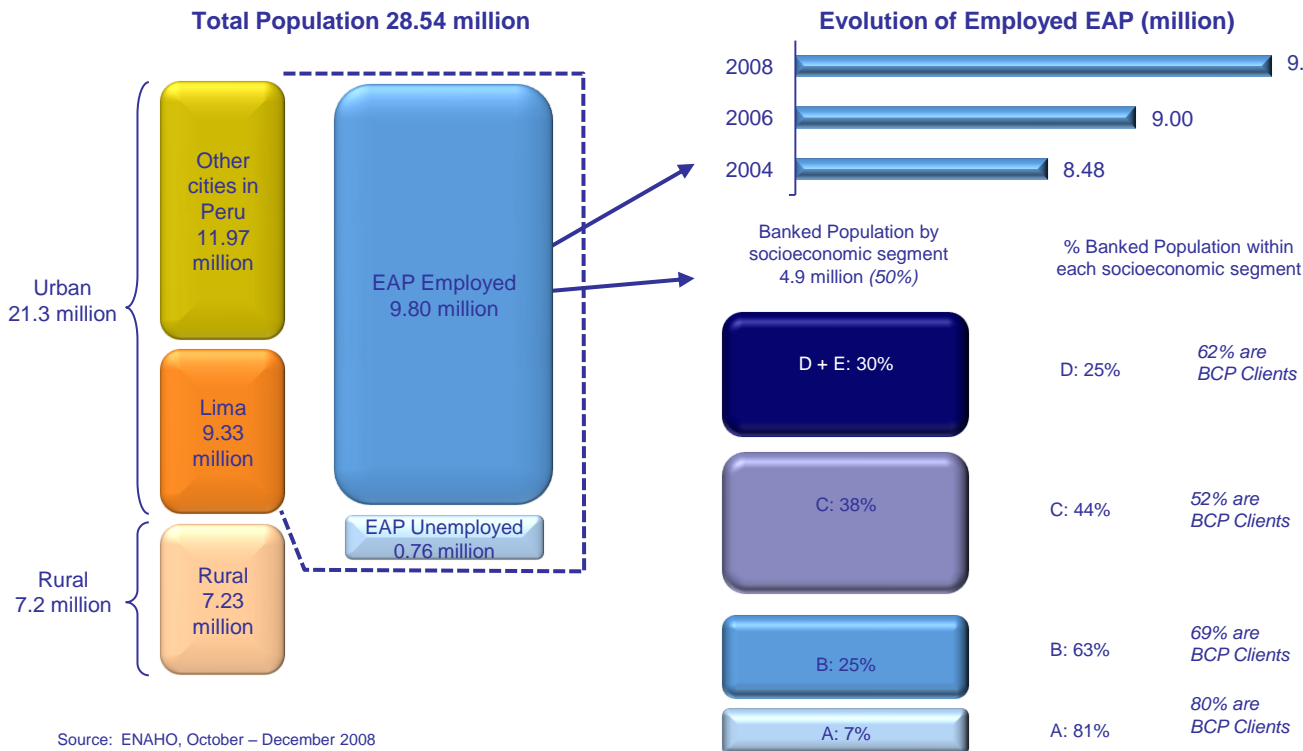 Total Population 28.54 million
Urban
21.3 million
Rural
7.2 million
Other
cities in
Peru
11.97
million
Lima
9.33
million
Rural
7.23
million
EAP Employed
9.80 million
EAP Unemployed
0.76 million
Evolution of Employed EAP (million)
2008
9.
2006
9.00
2004
8.48
Banked Population by
socioeconomic segment
4.9 million (50%)
% Banked Population within
each socioeconomic segment
D + E: 30%
D: 25%
62% are
BCP Clients
C: 38%
C: 44%
52% are
BCP Clients
B: 25%
B: 63%
69% are
BCP Clients
A: 7%
A: 81%
80% are
BCP Clients
Source: ENAHO, October – December 2008